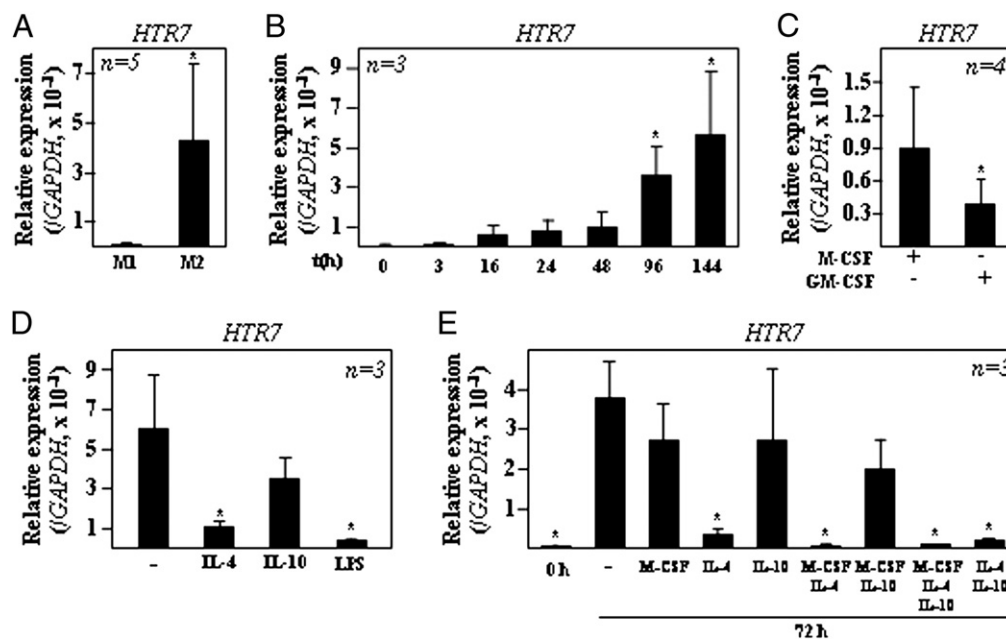 A
HTR7
n=5
Relative expression
(/GAPDH, x 10⁻³)
7
5
3
1
*
M1 M2
B
HTR7
n=3
Relative expression
(/GAPDH, x 10⁻³)
9
7
5
3
1
* *
t(h) 0 3 16 24 48 96 144
C
HTR7
n=4
Relative expression
(/GAPDH, x 10⁻³)
1.5
1.2
0.9
0.6
0.3
*
M-CSF + -
GM-CSF - +
D
HTR7
n=3
Relative expression
(/GAPDH, x 10⁻³)
9
7
5
3
1
* *
- IL-4 IL-10 LPS
E
HTR7
n=3
Relative expression
(/GAPDH, x 10⁻³)
4
3
2
1
* * * * *
0 h - M-CSF IL-4 IL-10 M-CSF M-CSF M-CSF IL-4
IL-4 IL-10 IL-4 IL-10
IL-10
72 h